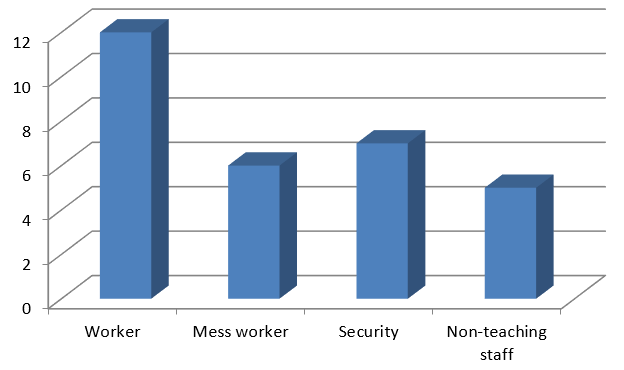 12
10
8
6
4
2
0
Worker
Mess worker
Security
Non-teaching
staff